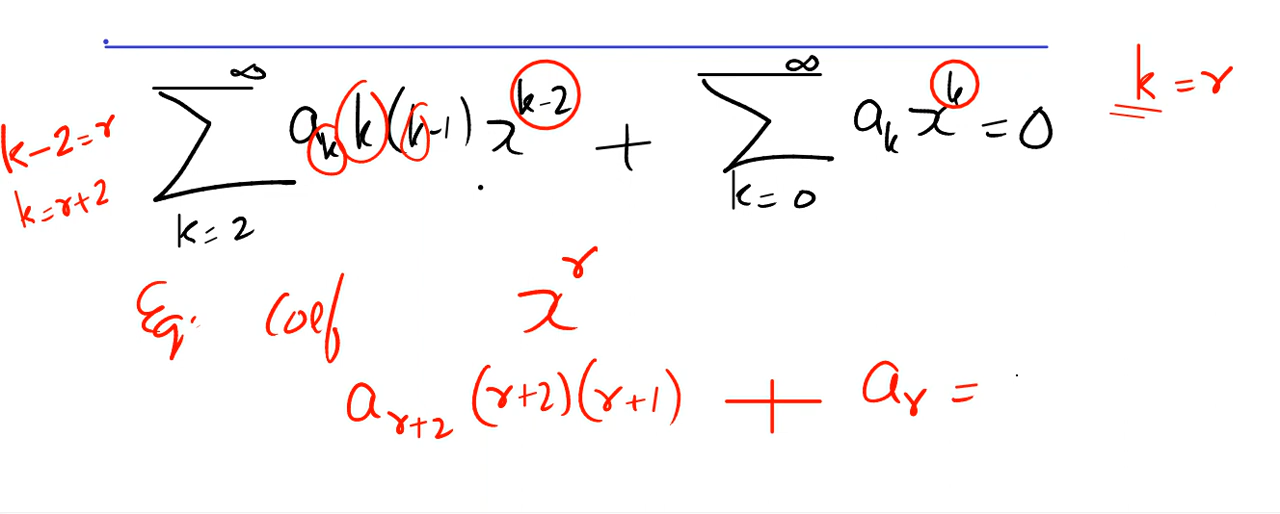 ∑_{k=2}^{∞} a_k k(k-1) x^{k-2} + ∑_{k=0}^{∞} a_k x^k = 0
k = r
k-2 = r
k = r+2
Eq. coef x^r
a_{r+2} (r+2)(r+1) + a_r =